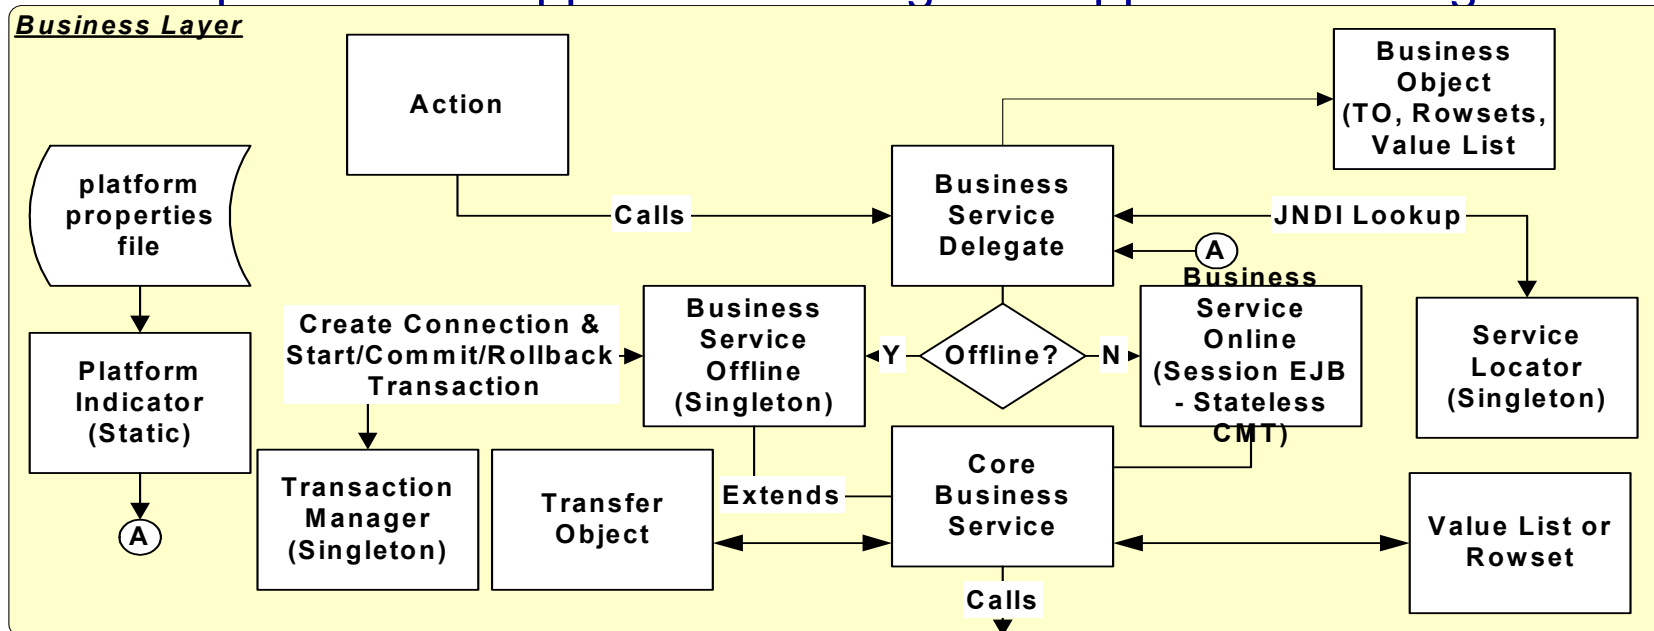 Business Layer
Action
Business
Object
(TO, Rowsets,
Value List
platform
properties
file
Calls
Business
Service
Delegate
JNDI Lookup
A
Create Connection &
Start/Commit/Rollback
Transaction
Business
Service
Offline
(Singleton)
Y
Offline?
N
Business
Service
Online
(Session EJB
- Stateless
CMT)
Service
Locator
(Singleton)
Platform
Indicator
(Static)
A
Transaction
Manager
(Singleton)
Transfer
Object
Extends
Core
Business
Service
Value List or
Rowset
Calls